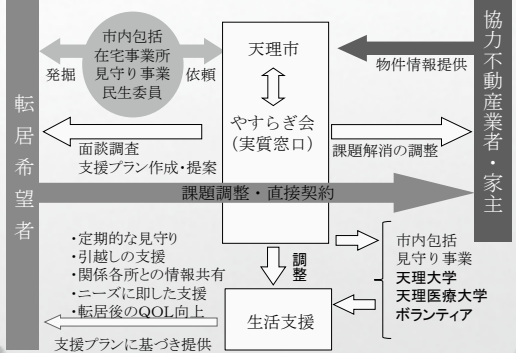 転居希望者
市内包括
在宅事業所
見守り事業
民生委員
発掘
依頼
天理市
やすらぎ会
(実質窓口)
物件情報提供
協力不動産業者・家主
面談調査
支援プラン作成・提案
課題解消の調整
課題調整・直接契約
・定期的な見守り
・引越しの支援
・関係各所との情報共有
・ニーズに即した支援
・転居後のQOL向上
支援プランに基づき提供
調整
生活支援
市内包括
見守り事業
天理大学
天理医療大学
ボランティア